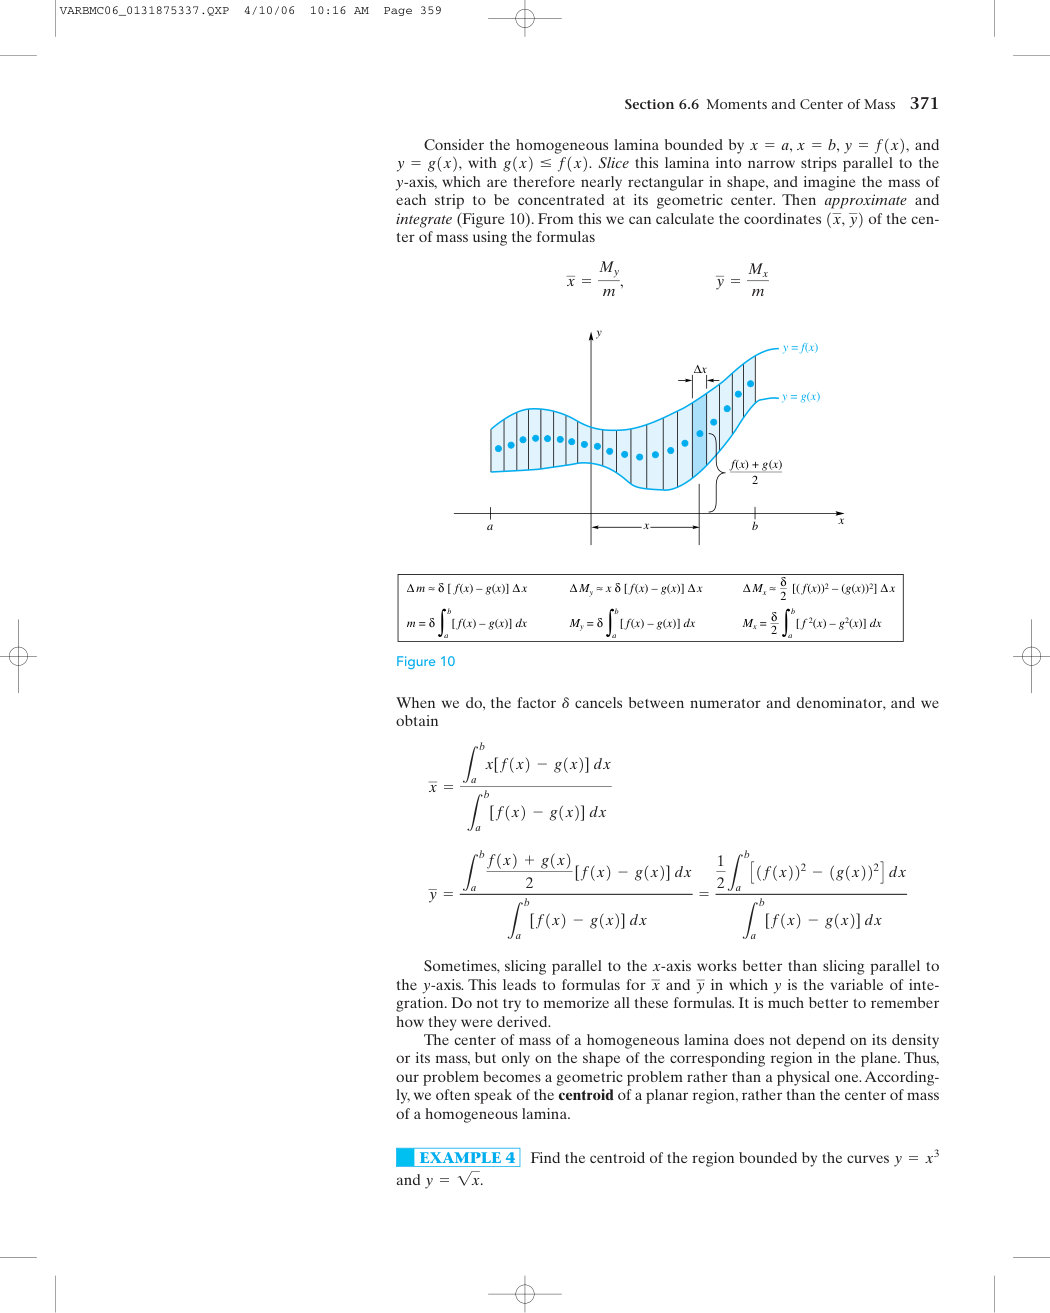 VARBMC06_0131875337.QXP 4/10/06 10:16 AM Page 359
Section 6.6 Moments and Center of Mass 371
Consider the homogeneous lamina bounded by x = a, x = b, y = f(x), and
y = g(x), with g(x) ≤ f(x). Slice this lamina into narrow strips parallel to the
y-axis, which are therefore nearly rectangular in shape, and imagine the mass of
each strip to be concentrated at its geometric center. Then approximate and
integrate (Figure 10). From this we can calculate the coordinates (x̄, ȳ) of the cen-
ter of mass using the formulas
x̄ = M_y/m, ȳ = M_x/m
y
y = f(x)
Δx
y = g(x)
(f(x) + g(x))/2
a x b x
Δm ≈ δ [ f(x) – g(x)] Δx ΔM_y ≈ x δ [ f(x) – g(x)] Δx ΔM_x ≈ δ/2 [( f(x))² – (g(x))²] Δx
m = δ ∫_a^b [ f(x) – g(x)] dx M_y = δ ∫_a^b [ f(x) – g(x)] dx M_x = δ/2 ∫_a^b [ f ²(x) – g²(x)] dx
Figure 10
When we do, the factor δ cancels between numerator and denominator, and we
obtain
x̄ = (∫_a^b x[f(x) − g(x)] dx)/(∫_a^b [f(x) − g(x)] dx)
ȳ = (∫_a^b (f(x) + g(x))/2 [f(x) − g(x)] dx)/(∫_a^b [f(x) − g(x)] dx) = (1/2 ∫_a^b [(f(x))² − (g(x))²] dx)/(∫_a^b [f(x) − g(x)] dx)
Sometimes, slicing parallel to the x-axis works better than slicing parallel to
the y-axis. This leads to formulas for x̄ and ȳ in which y is the variable of inte-
gration. Do not try to memorize all these formulas. It is much better to remember
how they were derived.
The center of mass of a homogeneous lamina does not depend on its density
or its mass, but only on the shape of the corresponding region in the plane. Thus,
our problem becomes a geometric problem rather than a physical one. According-
ly, we often speak of the centroid of a planar region, rather than the center of mass
of a homogeneous lamina.
EXAMPLE 4 Find the centroid of the region bounded by the curves y = x³
and y = √x.